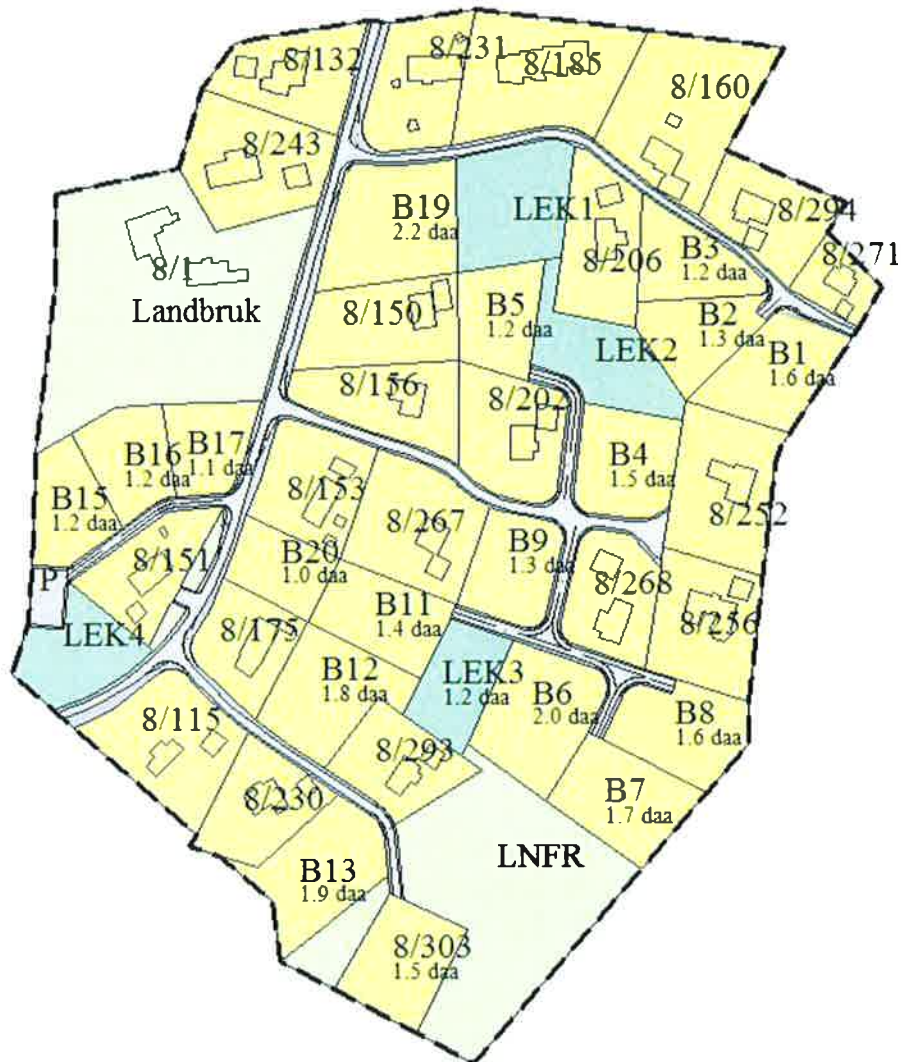 8/132
8/231
8/185
8/160
8/243
B19
2.2 daa
LEK1
8/206
B3
1.2 daa
8/294
8/271
8/1
Landbruk
8/150
B5
1.2 daa
LEK2
B2
1.3 daa
B1
1.6 daa
8/156
8/202
B4
1.5 daa
B17
1.1 daa
B16
1.2 daa
B15
1.2 daa
8/153
8/267
8/252
8/151
B20
1.0 daa
B9
1.3 daa
8/268
P
B11
1.4 daa
8/256
LEK4
8/175
B12
1.8 daa
LEK3
1.2 daa
B6
2.0 daa
B8
1.6 daa
8/115
8/293
8/230
B7
1.7 daa
LNFR
B13
1.9 daa
8/303
1.5 daa